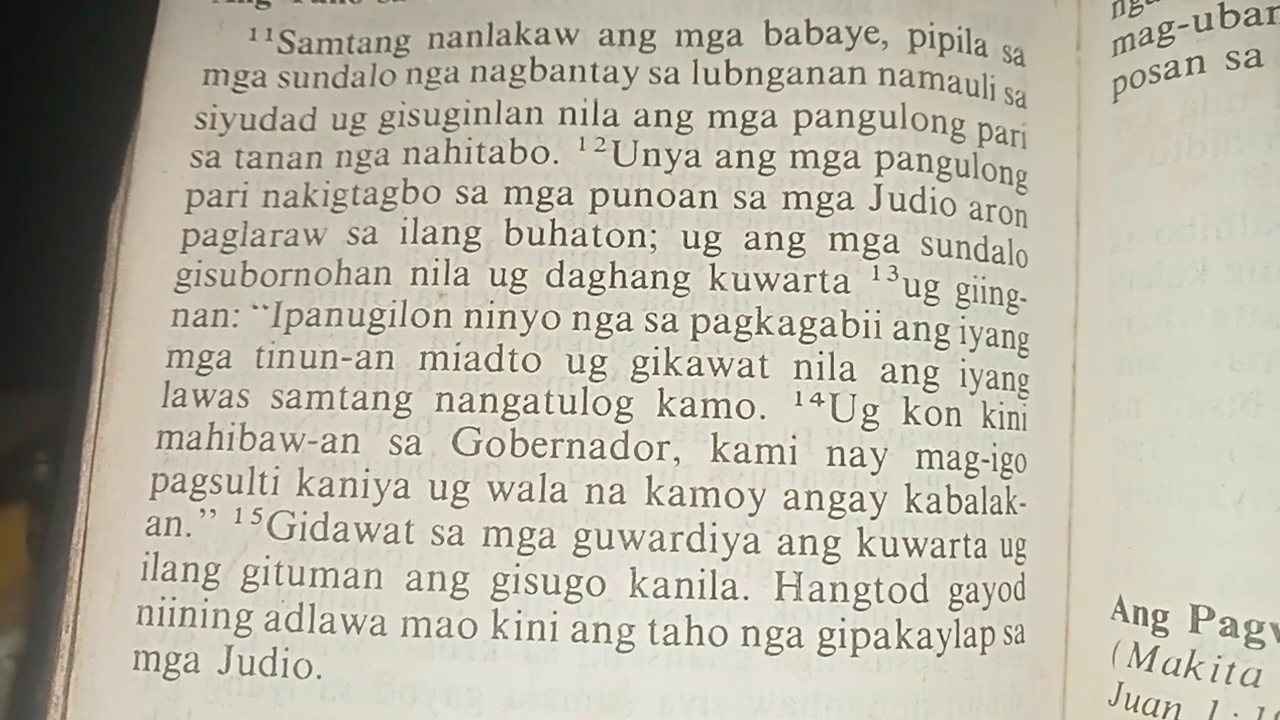 ¹¹Samtang nanlakaw ang mga babaye, pipila sa
mga sundalo nga nagbantay sa lubnganan namauli sa
siyudad ug gisuginlan nila ang mga pangulong pari
sa tanan nga nahitabo. ¹²Unya ang mga pangulong
pari nakigtagbo sa mga punoan sa mga Judio aron
paglaraw sa ilang buhaton; ug ang mga sundalo
gisubornohan nila ug daghang kuwarta ¹³ug giing-
nan: “Ipanugilon ninyo nga sa pagkagabii ang iyang
mga tinun-an miadto ug gikawat nila ang iyang
lawas samtang nangatulog kamo. ¹⁴Ug kon kini
mahibaw-an sa Gobernador, kami nay mag-igo
pagsulti kaniya ug wala na kamoy angay kabalak-
an.” ¹⁵Gidawat sa mga guwardiya ang kuwarta ug
ilang gituman ang gisugo kanila. Hangtod gayod
niining adlawa mao kini ang taho nga gipakaylap sa
mga Judio.
mag-uban
posan sa
Ang
(Makita
Juan